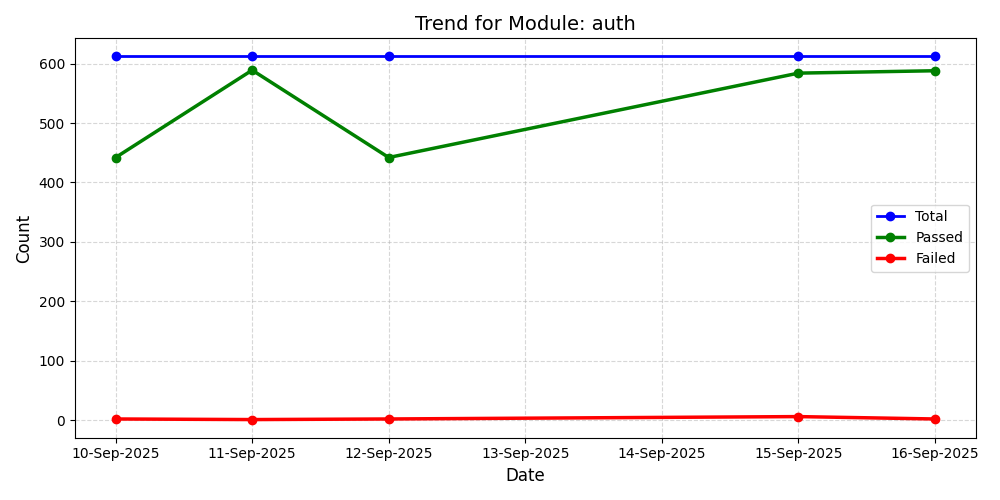 Trend for Module: auth
Count
600
500
400
300
200
100
0
Total
Passed
Failed
10-Sep-2025 11-Sep-2025 12-Sep-2025 13-Sep-2025 14-Sep-2025 15-Sep-2025 16-Sep-2025
Date